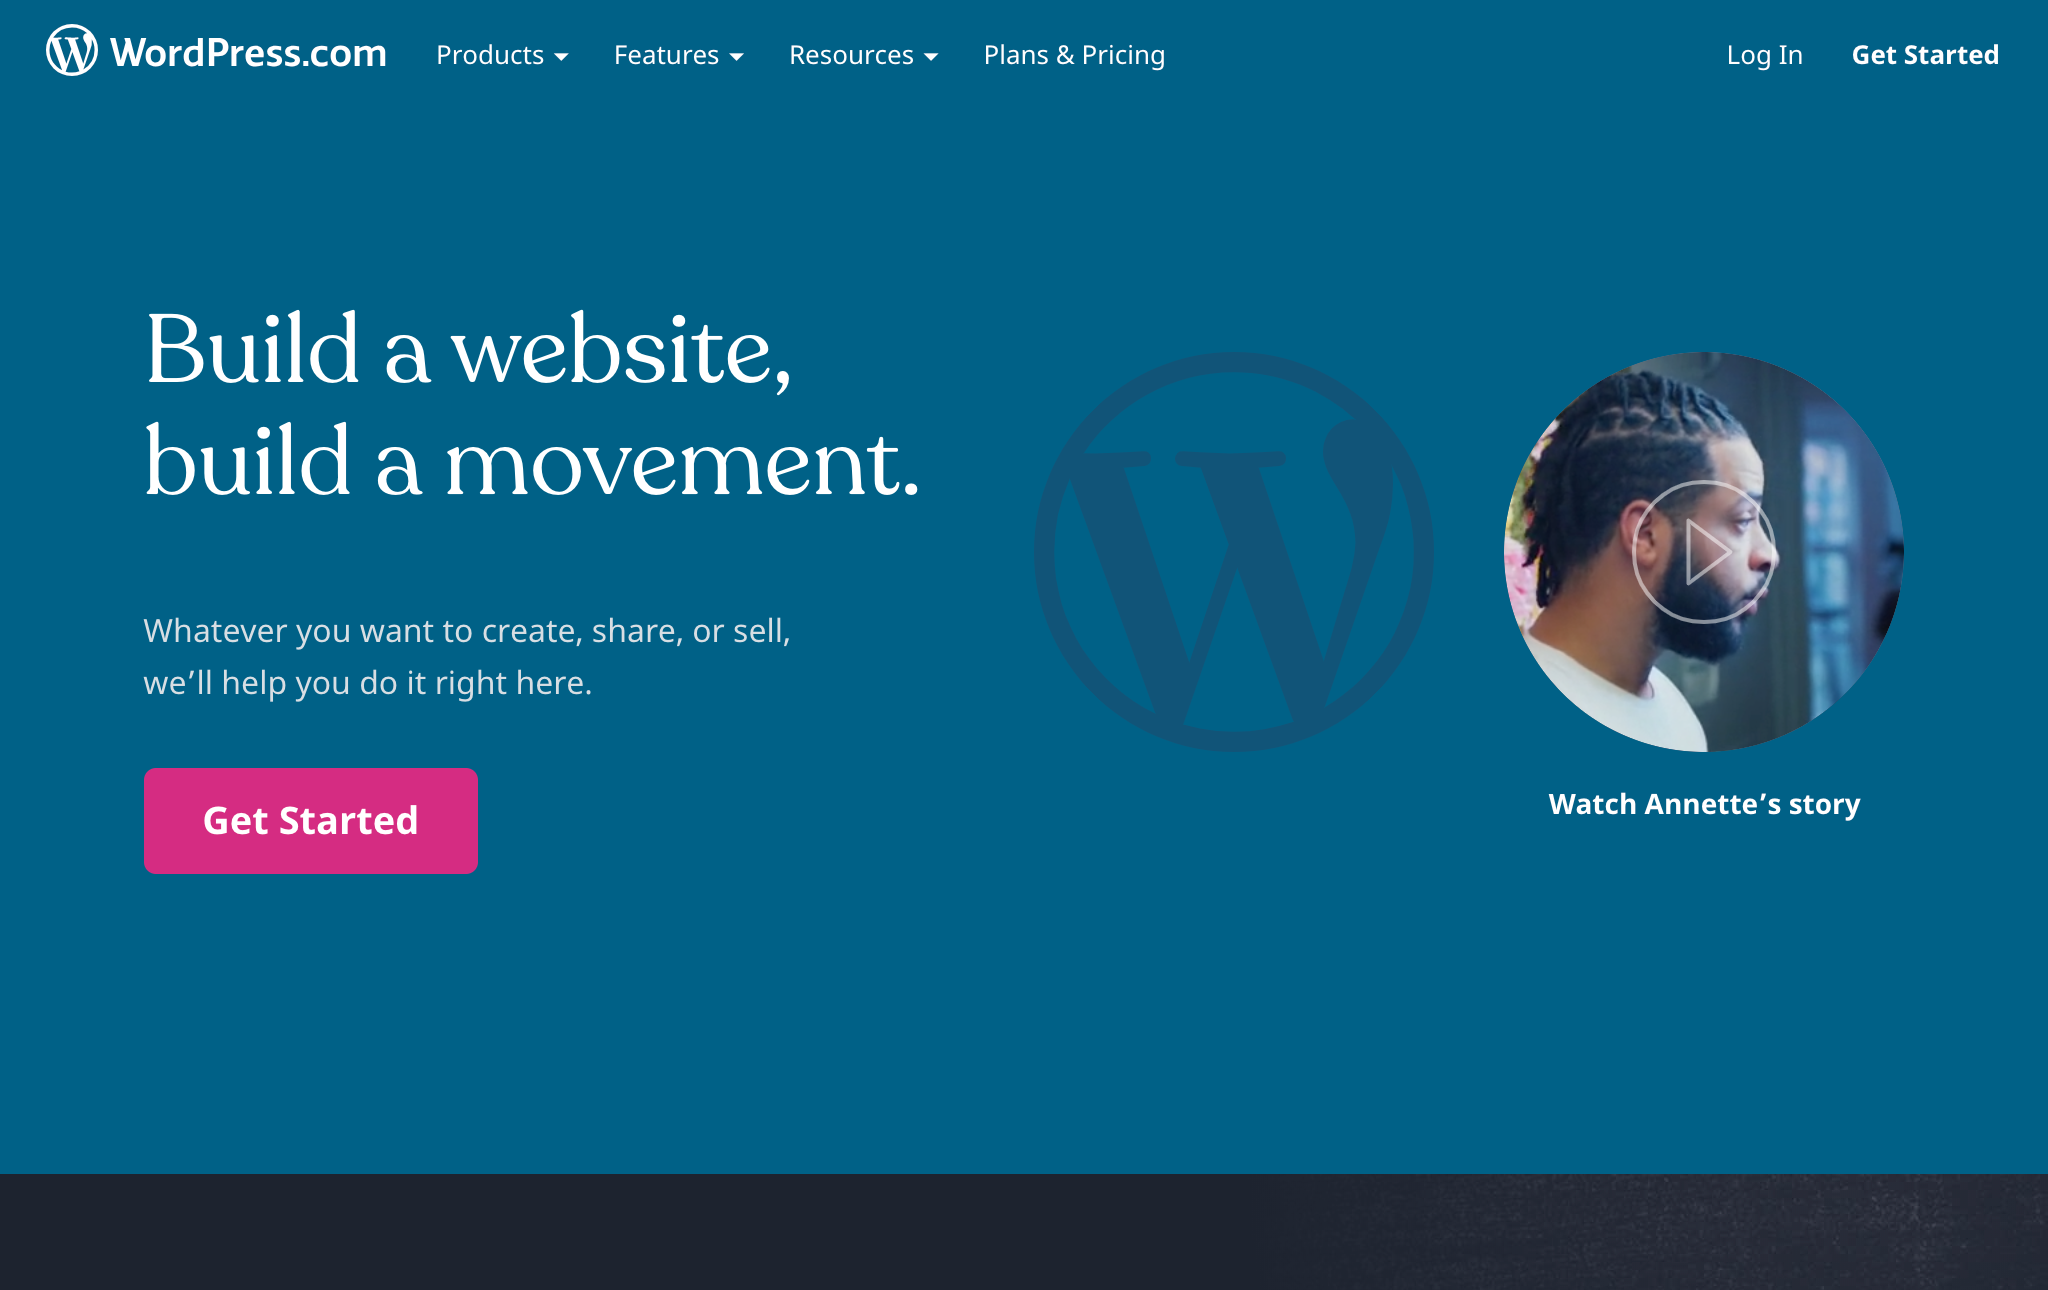 WordPress.com
Products
Features
Resources
Plans & Pricing
Log In
Get Started
Build a website,
build a movement.
Whatever you want to create, share, or sell,
we’ll help you do it right here.
Get Started
Watch Annette’s story